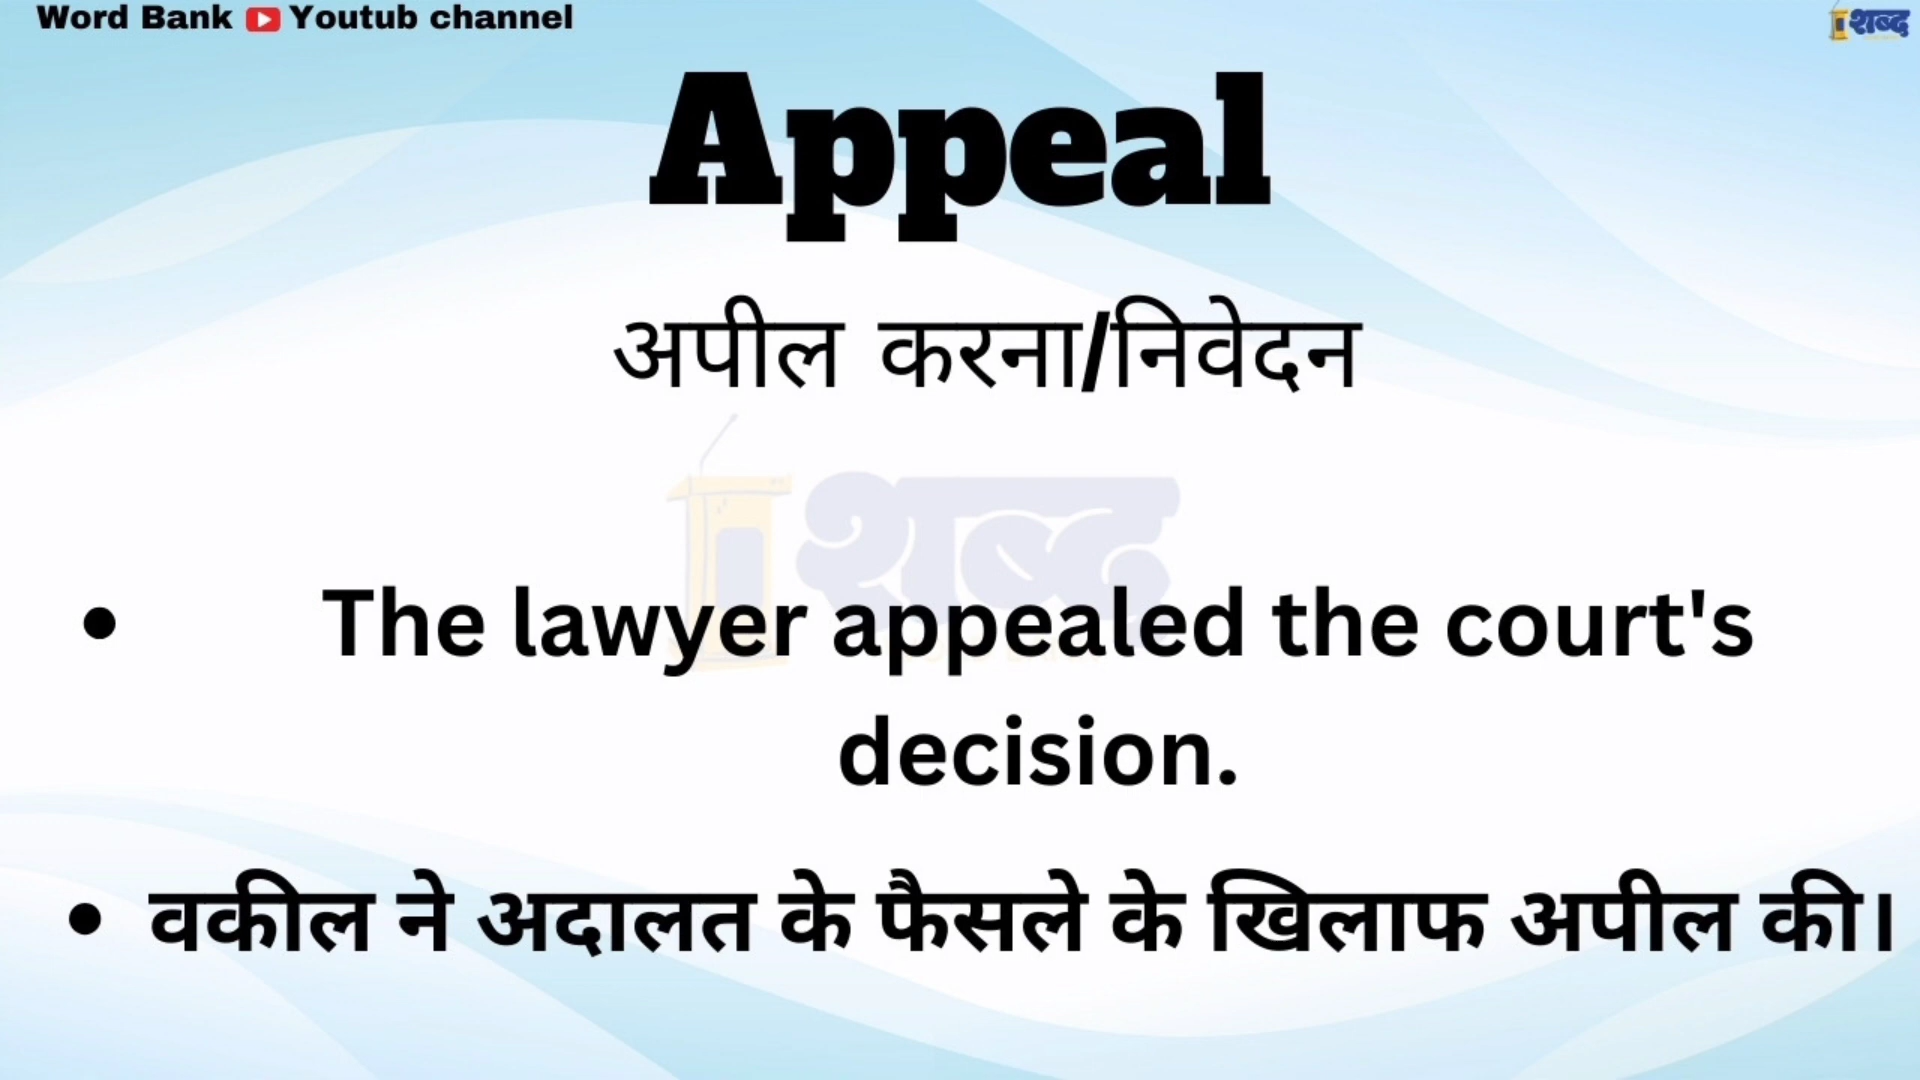 Word Bank Youtub channel
शब्द
Appeal
अपील करना/निवेदन
शब्द
The lawyer appealed the court's
decision.
वकील ने अदालत के फैसले के खिलाफ अपील की।